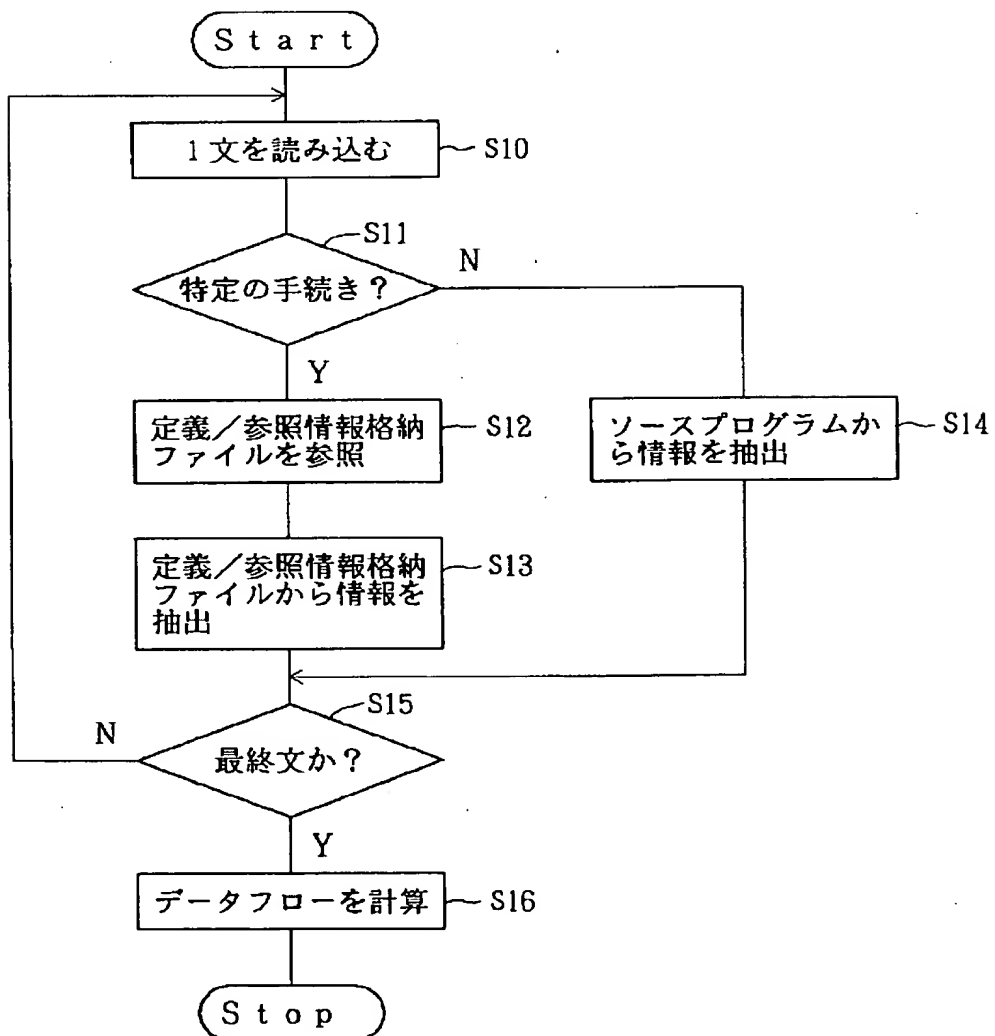 Start
1文を読み込む
S10
S11
特定の手続き？
N
Y
定義／参照情報格納
ファイルを参照
S12
ソースプログラムか
ら情報を抽出
S14
定義／参照情報格納
ファイルから情報を
抽出
S13
S15
N
最終文か？
Y
データフローを計算
S16
Stop